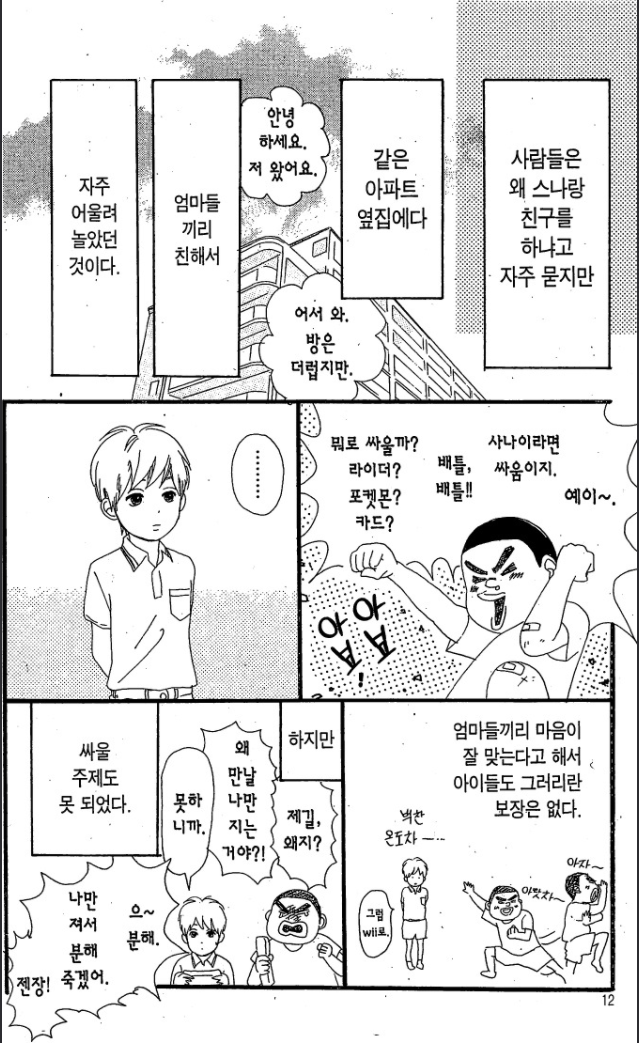 사람들은
왜 스나랑
친구를
하냐고
자주 묻지만
같은
아파트
옆집에다
안녕
하세요.
저 왔어요.
어서 와.
방은
더럽지만.
엄마들
끼리
친해서
자주
어울려
놀았던
것이다.
예이~.
사나이라면
싸움이지.
배틀,
배틀!!
뭐로 싸울까?
라이더?
포켓몬?
카드?
………
엄마들끼리 마음이
잘 맞는다고 해서
아이들도 그러리란
보장은 없다.
아자~
아랏차~
온도차
그럼
wii로.
하지만
제길,
왜지?
왜
만날
나만
지는
거야?!
못하
니까.
싸울
주제도
못 되었다.
으~
분해.
나만
져서
분해
죽겠어.
젠장!
12